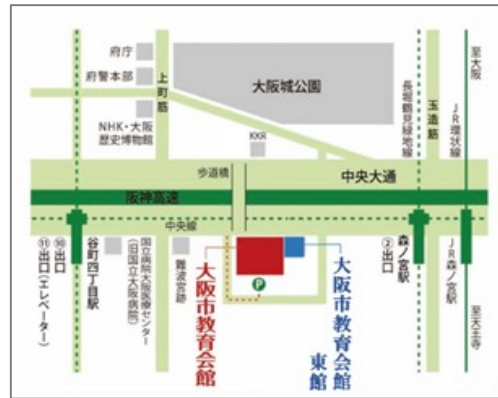 府庁
府警本部
NHK・大阪
歴史博物館
上町筋
大阪城公園
KKR
長堀鶴見緑地線
玉造筋
JR環状線
至大阪
歩道橋
中央大通
阪神高速
中央線
⑪出口(エレベーター)
⑩出口
谷町四丁目駅
国立病院大阪医療センター
(旧国立大阪病院)
難波宮跡
大阪市教育会館
P
大阪市教育会館
東館
②出口
森ノ宮駅
JR森ノ宮駅
至天王寺